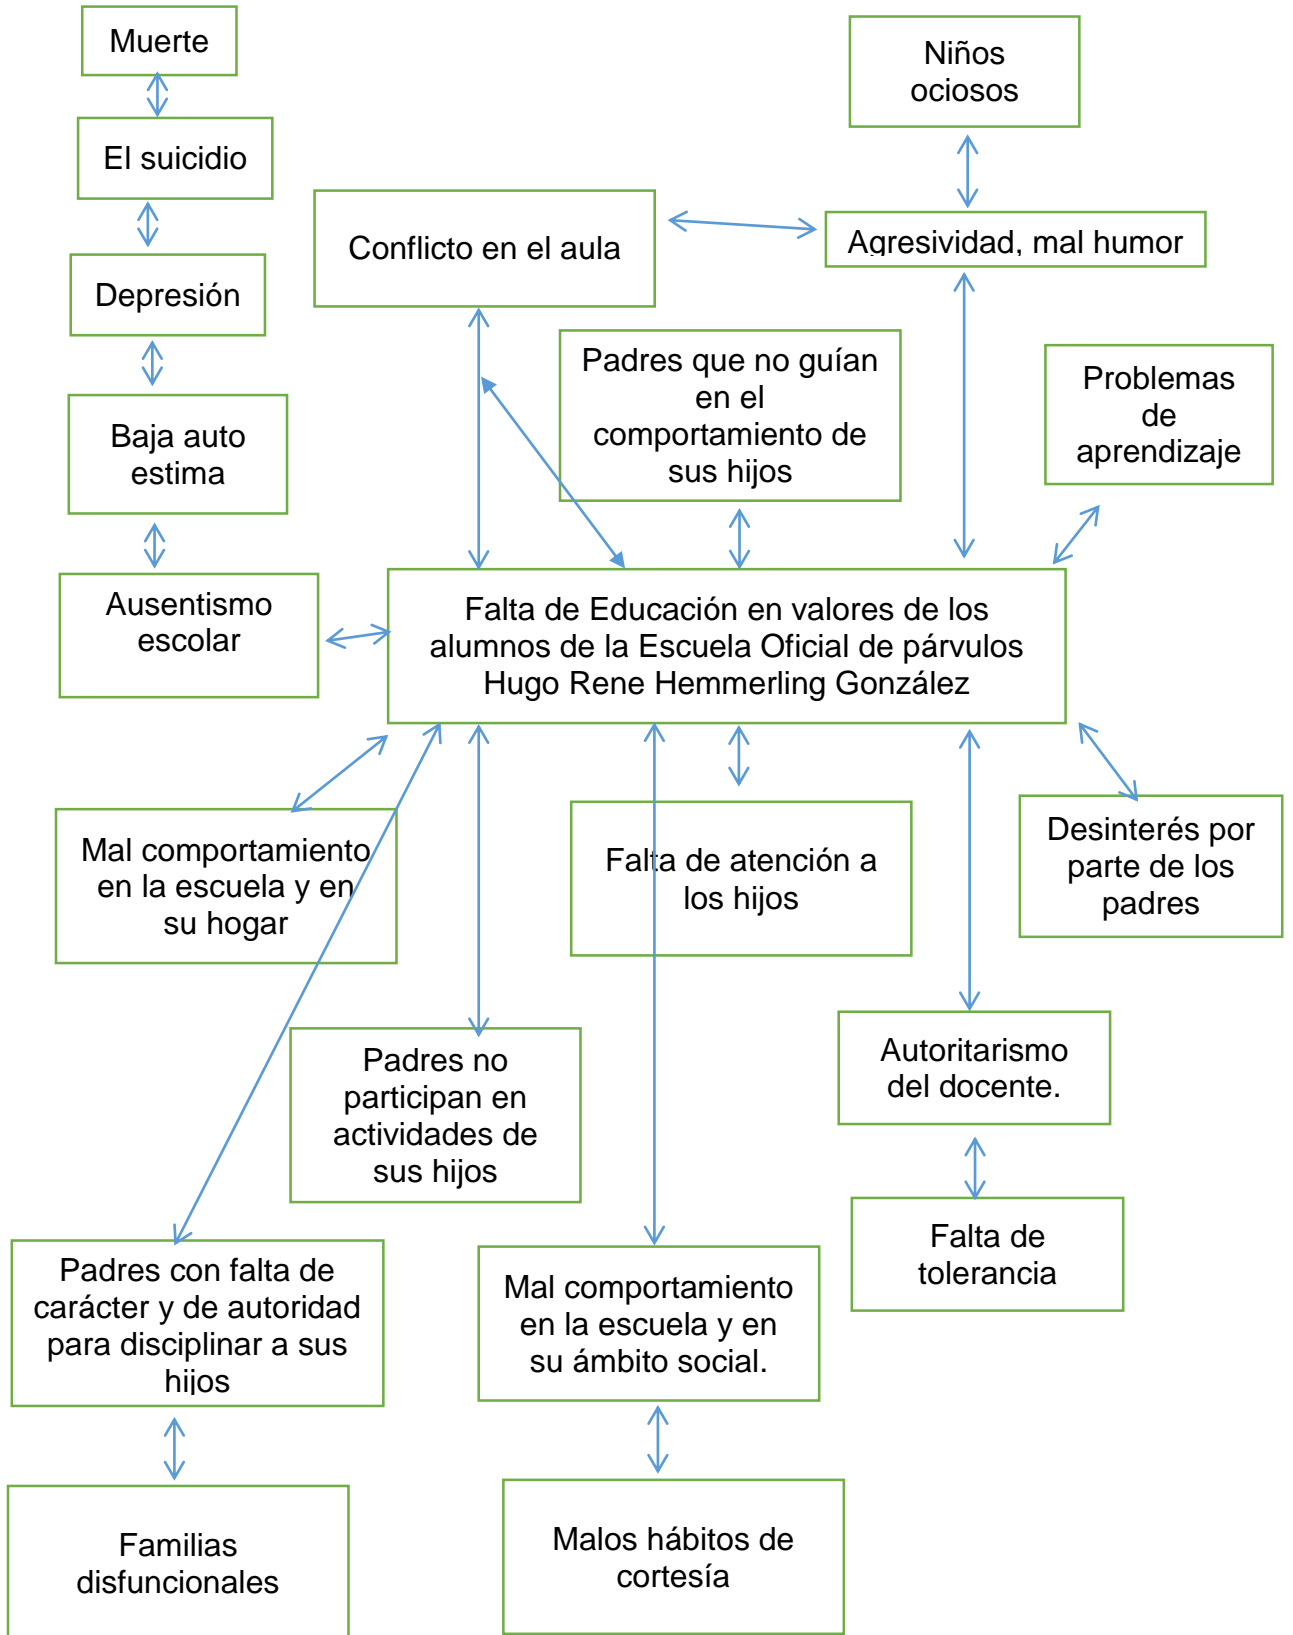 Muerte
Niños
ociosos
El suicidio
Conflicto en el aula
Agresividad, mal humor
Depresión
Padres que no guían
en el
comportamiento de
sus hijos
Problemas
de
aprendizaje
Baja auto
estima
Ausentismo
escolar
Falta de Educación en valores de los
alumnos de la Escuela Oficial de párvulos
Hugo Rene Hemmerling González
Mal comportamiento
en la escuela y en
su hogar
Falta de atención a
los hijos
Desinterés por
parte de los
padres
Padres no
participan en
actividades de
sus hijos
Autoritarismo
del docente.
Falta de
tolerancia
Padres con falta de
carácter y de autoridad
para disciplinar a sus
hijos
Mal comportamiento
en la escuela y en
su ámbito social.
Familias
disfuncionales
Malos hábitos de
cortesía